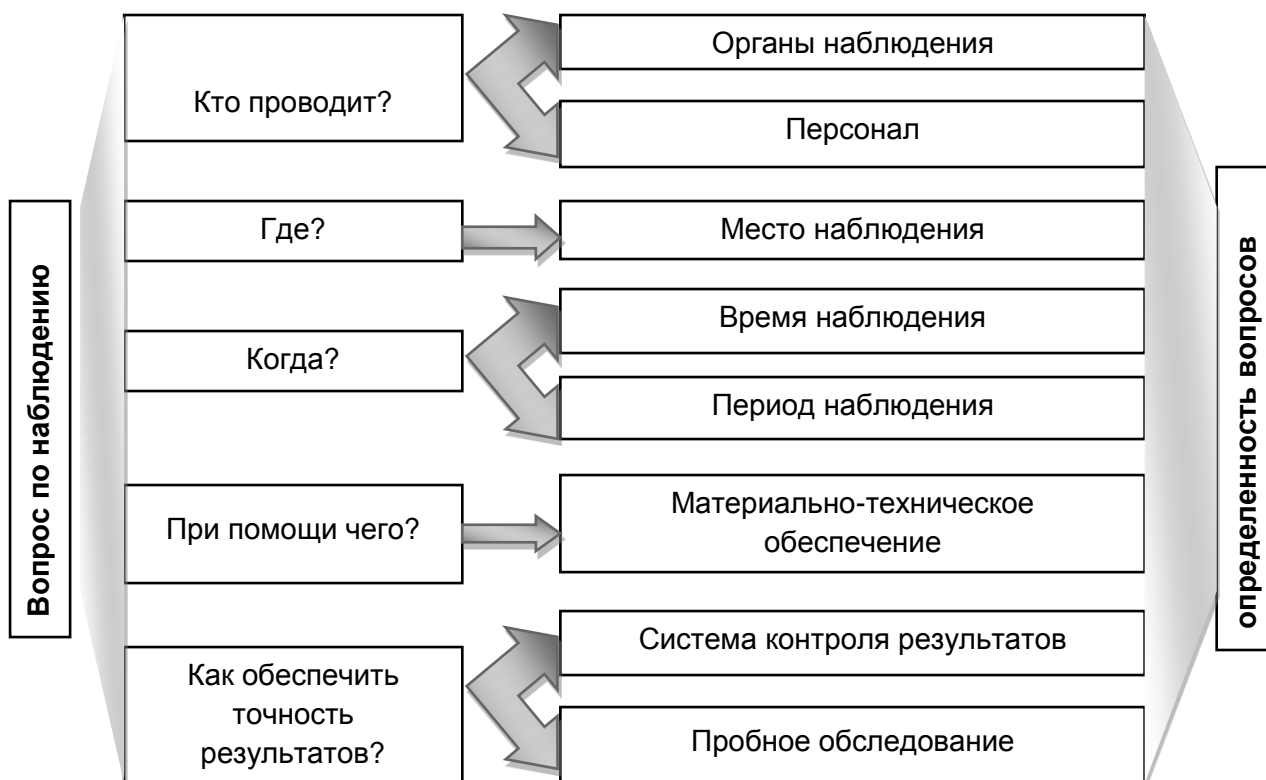 Вопрос по наблюдению
Кто проводит?
Органы наблюдения
Персонал
Где?
Место наблюдения
Когда?
Время наблюдения
Период наблюдения
При помощи чего?
Материально-техническое
обеспечение
Как обеспечить
точность
результатов?
Система контроля результатов
Пробное обследование
определенность вопросов